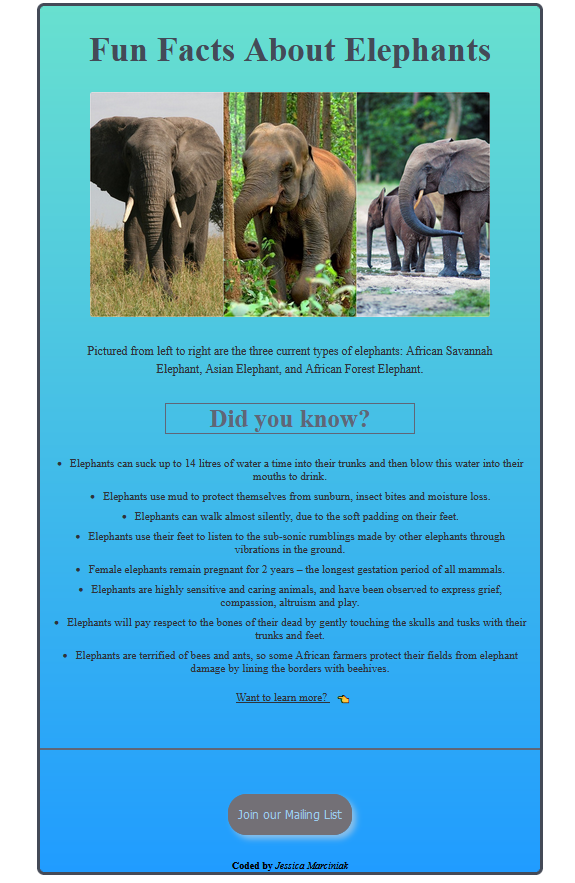 Fun Facts About Elephants
Pictured from left to right are the three current types of elephants: African Savannah
Elephant, Asian Elephant, and African Forest Elephant.
Did you know?
• Elephants can suck up to 14 litres of water a time into their trunks and then blow this water into their
mouths to drink.
• Elephants use mud to protect themselves from sunburn, insect bites and moisture loss.
• Elephants can walk almost silently, due to the soft padding on their feet.
• Elephants use their feet to listen to the sub-sonic rumblings made by other elephants through
vibrations in the ground.
• Female elephants remain pregnant for 2 years – the longest gestation period of all mammals.
• Elephants are highly sensitive and caring animals, and have been observed to express grief,
compassion, altruism and play.
• Elephants will pay respect to the bones of their dead by gently touching the skulls and tusks with their
trunks and feet.
• Elephants are terrified of bees and ants, so some African farmers protect their fields from elephant
damage by lining the borders with beehives.
Want to learn more?
Join our Mailing List
Coded by Jessica Marciniak